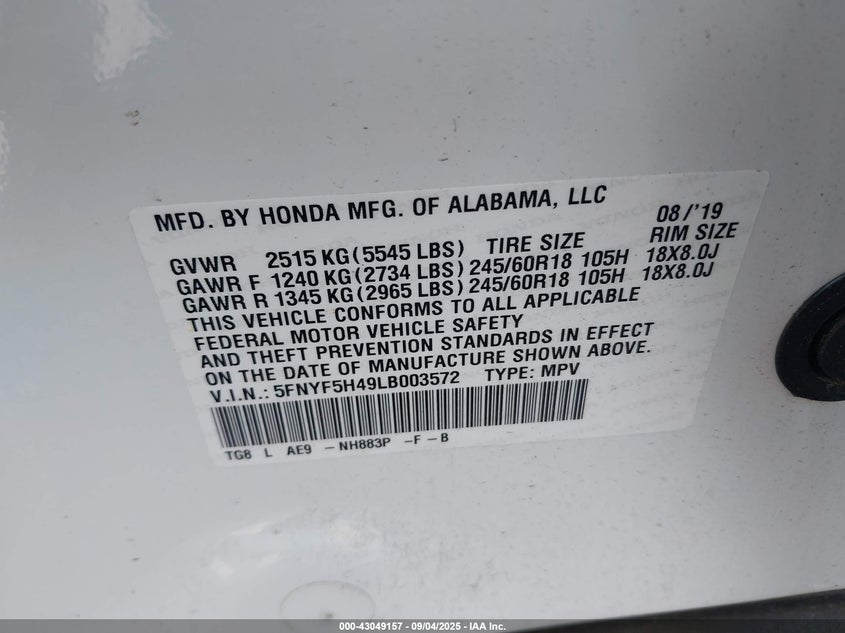 MFD. BY HONDA MFG. OF ALABAMA, LLC 08/'19
GVWR 2515 KG (5545 LBS) TIRE SIZE RIM SIZE
GAWR F 1240 KG (2734 LBS) 245/60R18 105H 18X8.0J
GAWR R 1345 KG (2965 LBS) 245/60R18 105H 18X8.0J
THIS VEHICLE CONFORMS TO ALL APPLICABLE
FEDERAL MOTOR VEHICLE SAFETY
AND THEFT PREVENTION STANDARDS IN EFFECT
ON THE DATE OF MANUFACTURE SHOWN ABOVE.
V.I.N.: 5FNYF5H49LB003572 TYPE: MPV
TG8 L AE9 -NH883P -F-B
000-43049157 - 09/04/2025 - IAA Inc.